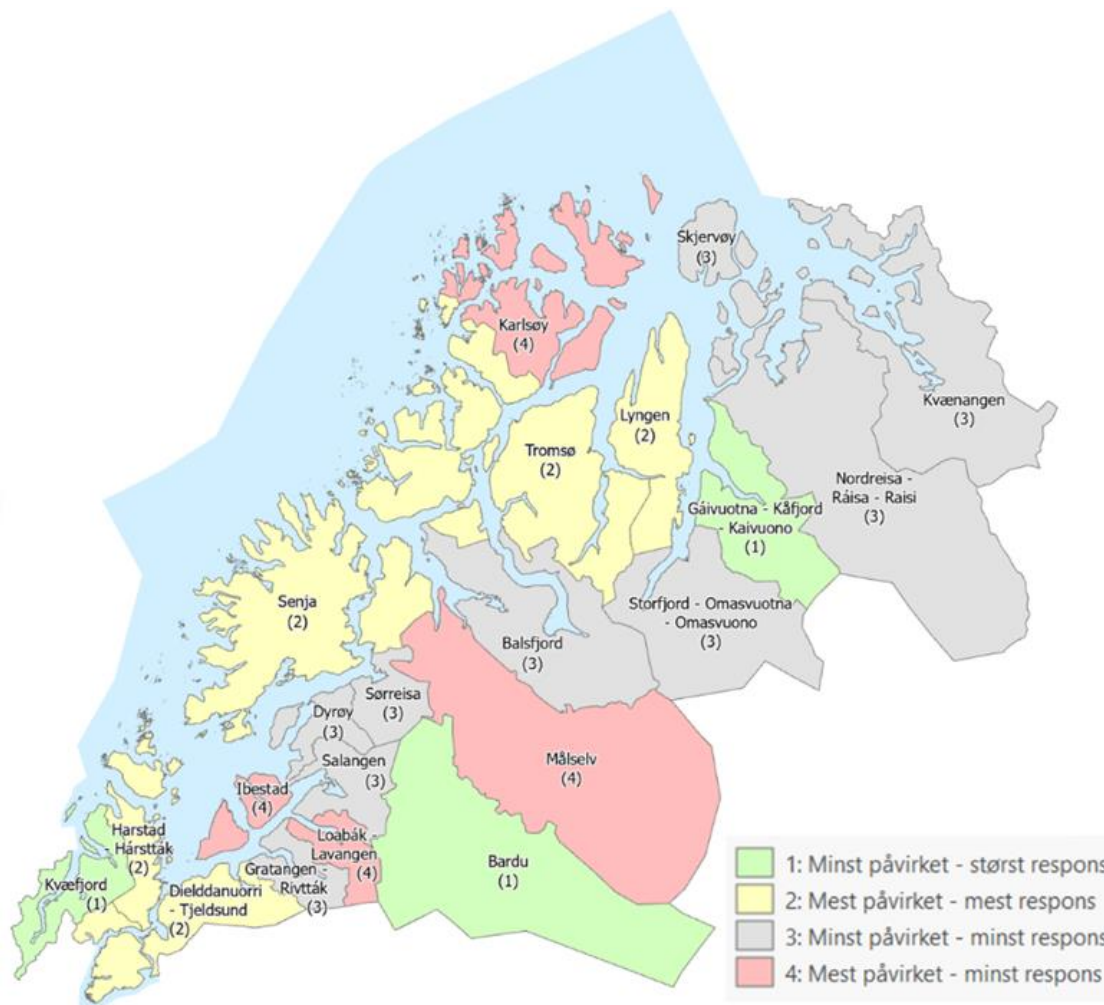 Skjervøy
(3)
Karlsøy
(4)
Kvænangen
(3)
Lyngen
(2)
Tromsø
(2)
Nordreisa -
Ráisa - Raisi
(3)
Gáivuotna - Kåfjord
- Kaivuono
(1)
Senja
(2)
Storfjord - Omasvuotna
- Omasvuono
(3)
Balsfjord
(3)
Sørreisa
(3)
Dyrøy
(3)
Salangen
(3)
Målselv
(4)
Ibestad
(4)
Harstad
- Hárstták
(2)
Loabák -
Lavangen
(4)
Bardu
(1)
Gratangen -
Rivtták
(3)
Kvæfjord
(1)
Dielddanuorri
- Tjeldsund
(2)
1: Minst påvirket - størst respons
2: Mest påvirket - mest respons
3: Minst påvirket - minst respons
4: Mest påvirket - minst respons